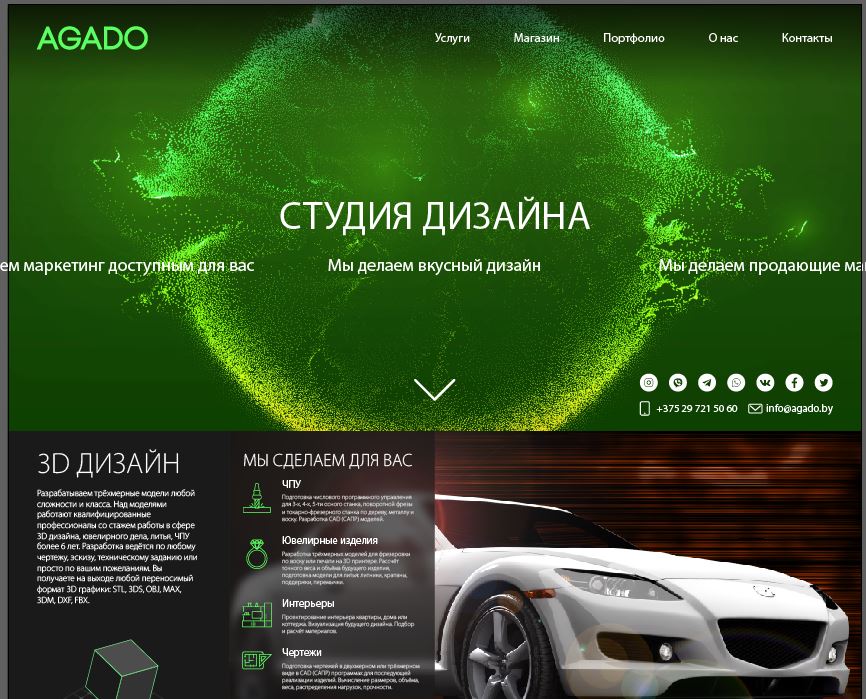 AGADO
Услуги
Магазин
Портфолио
О нас
Контакты
СТУДИЯ ДИЗАЙНА
ем маркетинг доступным для вас
Мы делаем вкусный дизайн
Мы делаем продающие ма
+375 29 721 50 60
info@agado.by
3D ДИЗАЙН
Разрабатываем трёхмерные модели любой
сложности и класса. Над моделями
работают квалифицированные
профессионалы со стажем работы в сфере
3D дизайна, ювелирного дела, литья, ЧПУ
более 6 лет. Разработка ведётся по любому
чертежу, эскизу, техническому заданию или
просто по вашим пожеланиям. Вы
получаете на выходе любой переносимый
формат 3D графики: STL, 3DS, OBJ, MAX,
3DM, DXF, FBX.
МЫ СДЕЛАЕМ ДЛЯ ВАС
ЧПУ
Подготовка числового программного управления
для 3-х, 4-х, 5-ти осного станка, поворотной фрезы
и токарно-фрезерного станка по дереву, металлу и
воску. Разработка CAD (САПР) моделей.
Ювелирные изделия
Разработка трёхмерных моделей для фрезеровки
по воску или печати на 3D принтере. Рассчёт
точного веса и объёма будущего изделия,
подготовка модели для литья: литники, крапана,
поддержки, перемычки.
Интерьеры
Проектирование интерьера квартиры, дома или
коттеджа. Визуализация будущего дизайна. Подбор
и расчёт материалов.
Чертежи
Подготовка чертежей в двухмерном или трёхмерном
виде в CAD (САПР) программах для последующей
реализации изделий. Вычисление размеров, объёма,
веса, распределения нагрузок, прочности.